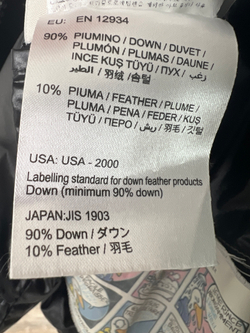 EU: EN 12934
90% PIUMINO / DOWN / DUVET /
PLUMÓN / PLUMAS / DAUNE /
INCE KUŞ TÜYÜ / ПУХ / زغب
الطير / 羽绒 / 솜털
10% PIUMA / FEATHER / PLUME /
PLUMA / PENA / FEDER / KUŞ
TÜYÜ / ПЕРО / ريش / 羽毛 / 깃털
USA: USA - 2000
Labelling standard for down feather products
Down (minimum 90% down)
JAPAN:JIS 1903
90% Down / ダウン
10% Feather / 羽毛